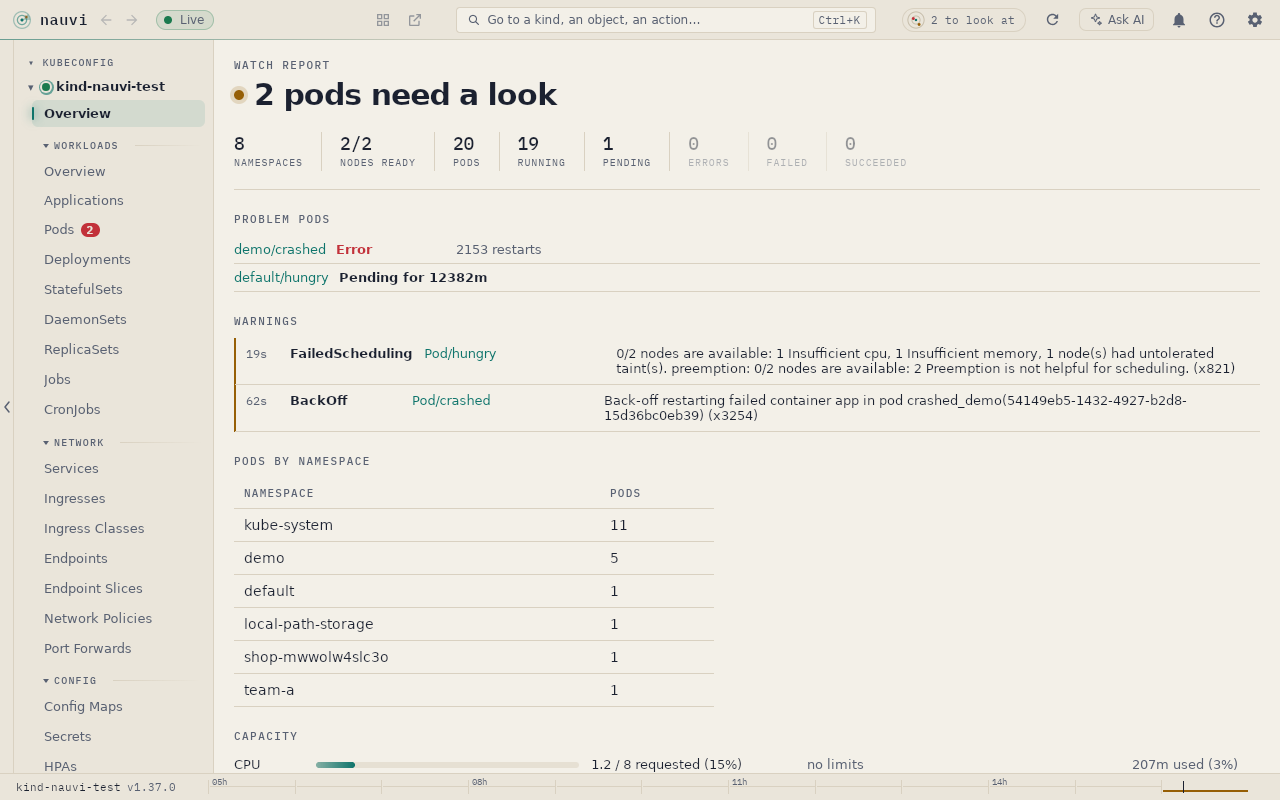 nauvi
Live
Go to a kind, an object, an action...
Ctrl+K
2 to look at
Ask AI
KUBECONFIG
kind-nauvi-test
Overview
WORKLOADS
Overview
Applications
Pods 2
Deployments
StatefulSets
DaemonSets
ReplicaSets
Jobs
CronJobs
NETWORK
Services
Ingresses
Ingress Classes
Endpoints
Endpoint Slices
Network Policies
Port Forwards
CONFIG
Config Maps
Secrets
HPAs
WATCH REPORT
2 pods need a look
8 2/2 20 19 1 0 0 0
NAMESPACES NODES READY PODS RUNNING PENDING ERRORS FAILED SUCCEEDED
PROBLEM PODS
demo/crashed Error 2153 restarts
default/hungry Pending for 12382m
WARNINGS
19s FailedScheduling Pod/hungry 0/2 nodes are available: 1 Insufficient cpu, 1 Insufficient memory, 1 node(s) had untolerated
taint(s). preemption: 0/2 nodes are available: 2 Preemption is not helpful for scheduling. (x821)
62s BackOff Pod/crashed Back-off restarting failed container app in pod crashed_demo(54149eb5-1432-4927-b2d8-
15d36bc0eb39) (x3254)
PODS BY NAMESPACE
NAMESPACE PODS
kube-system 11
demo 5
default 1
local-path-storage 1
shop-mwwolw4slc3o 1
team-a 1
CAPACITY
CPU 1.2 / 8 requested (15%) no limits 207m used (3%)
kind-nauvi-test v1.37.0
05h 08h 11h 14h